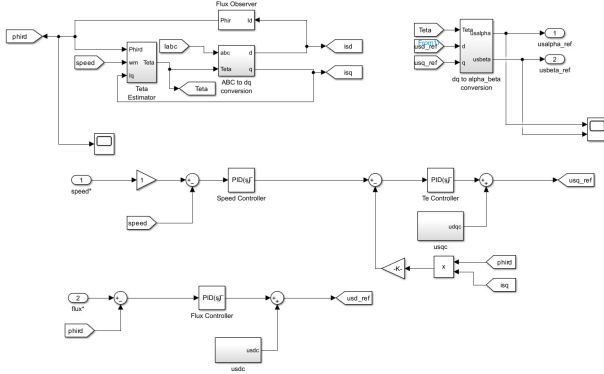 Flux Observer
phird
Phir
Id
Iabc
speed
Phird
wm
Iq
Teta
Teta
Estimator
abc
Teta
d
q
ABC to dq
conversion
isd
isq
Teta
Teta
usd_ref
usq_ref
Teta
d
q
usalpha
usbeta
dq to alpha_beta
conversion
1
usalpha_ref
2
usbeta_ref
1
speed*
1
speed
PID(s)
Speed Controller
PID(s)
Te Controller
usq_ref
udqc
usqc
-K-
x
phird
isq
2
flux*
phird
PID(s)
Flux Controller
usd_ref
usdc
usdc